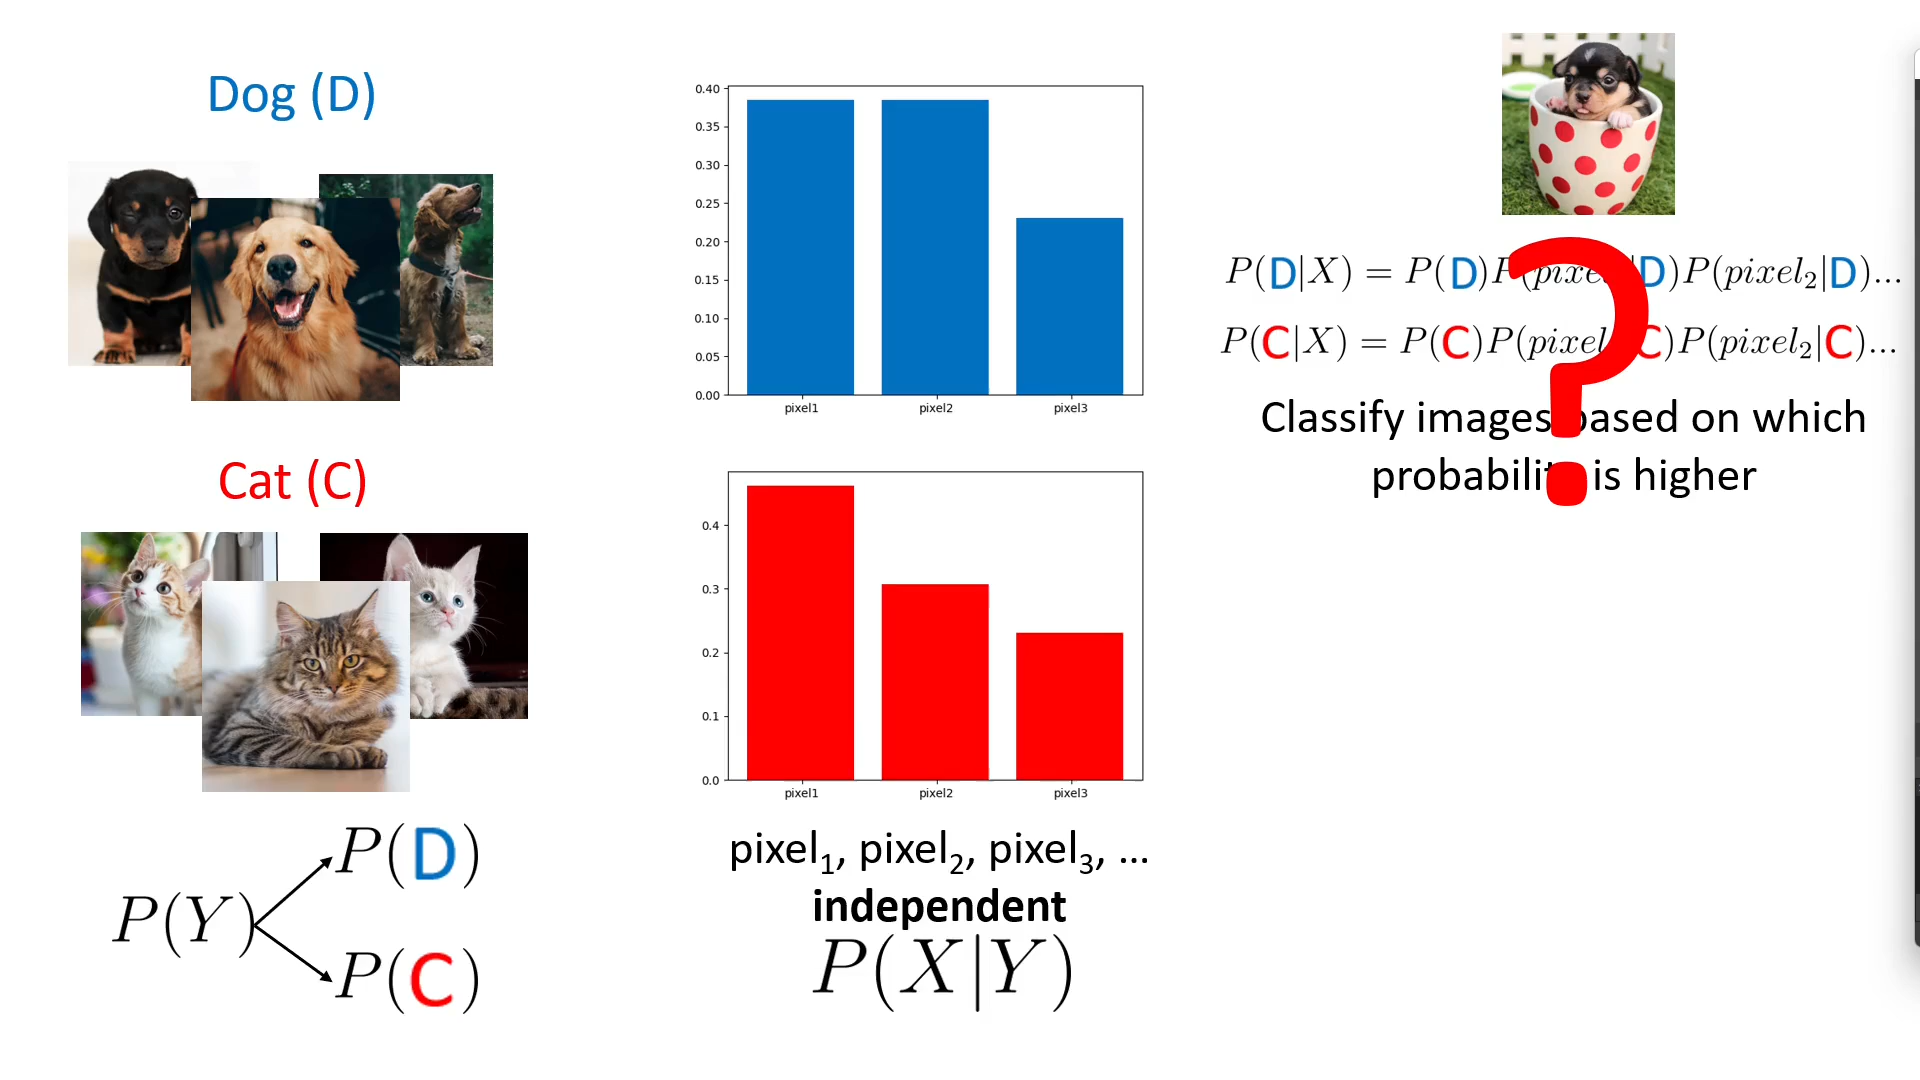 Dog (D)
Cat (C)
P(Y)
P(D)
P(C)
0.40
0.35
0.30
0.25
0.20
0.15
0.10
0.05
0.00
pixel1 pixel2 pixel3
0.4
0.3
0.2
0.1
0.0
pixel1 pixel2 pixel3
pixel₁, pixel₂, pixel₃, ...
independent
P(X|Y)
P(D|X) = P(D)P(pixe |D)P(pixel₂|D)...
P(C|X) = P(C)P(pixel C)P(pixel₂|C)...
?
Classify images based on which
probability is higher